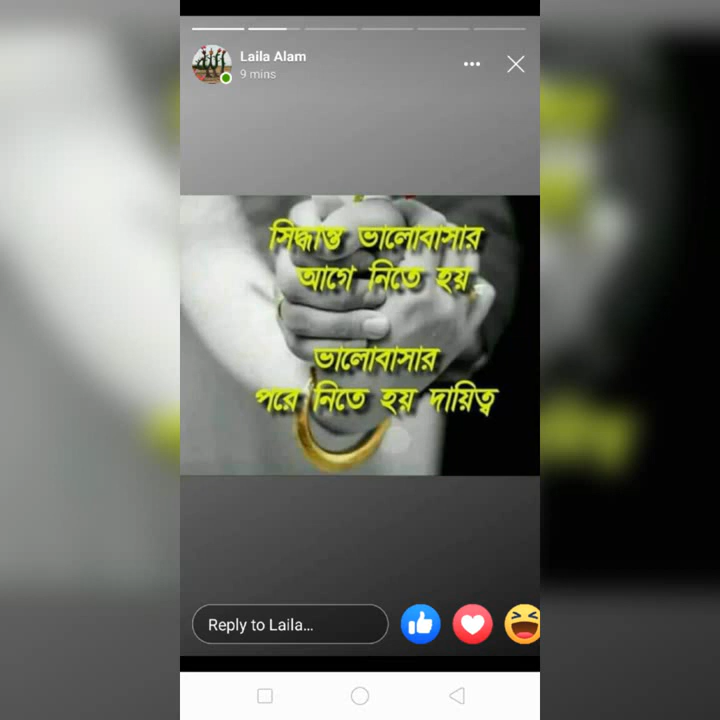 Laila Alam
9 mins
সিদ্ধান্ত ভালোবাসার
আগে নিতে হয়
ভালোবাসার
পরে নিতে হয় দায়িত্ব
Reply to Laila...